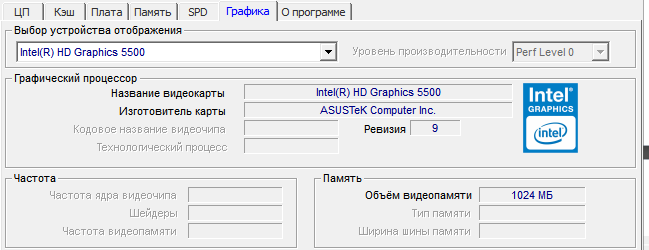 ЦП Кэш Плата Память SPD Графика О программе
Выбор устройства отображения
Intel(R) HD Graphics 5500 Уровень производительности Perf Level 0
Графический процессор
Название видеокарты Intel(R) HD Graphics 5500
Изготовитель карты ASUSTeK Computer Inc.
Кодовое название видеочипа Ревизия 9
Технологический процесс
Intel
GRAPHICS
intel
Частота Память
Частота ядра видеочипа Объём видеопамяти 1024 МБ
Шейдеры Тип памяти
Частота видеопамяти Ширина шины памяти